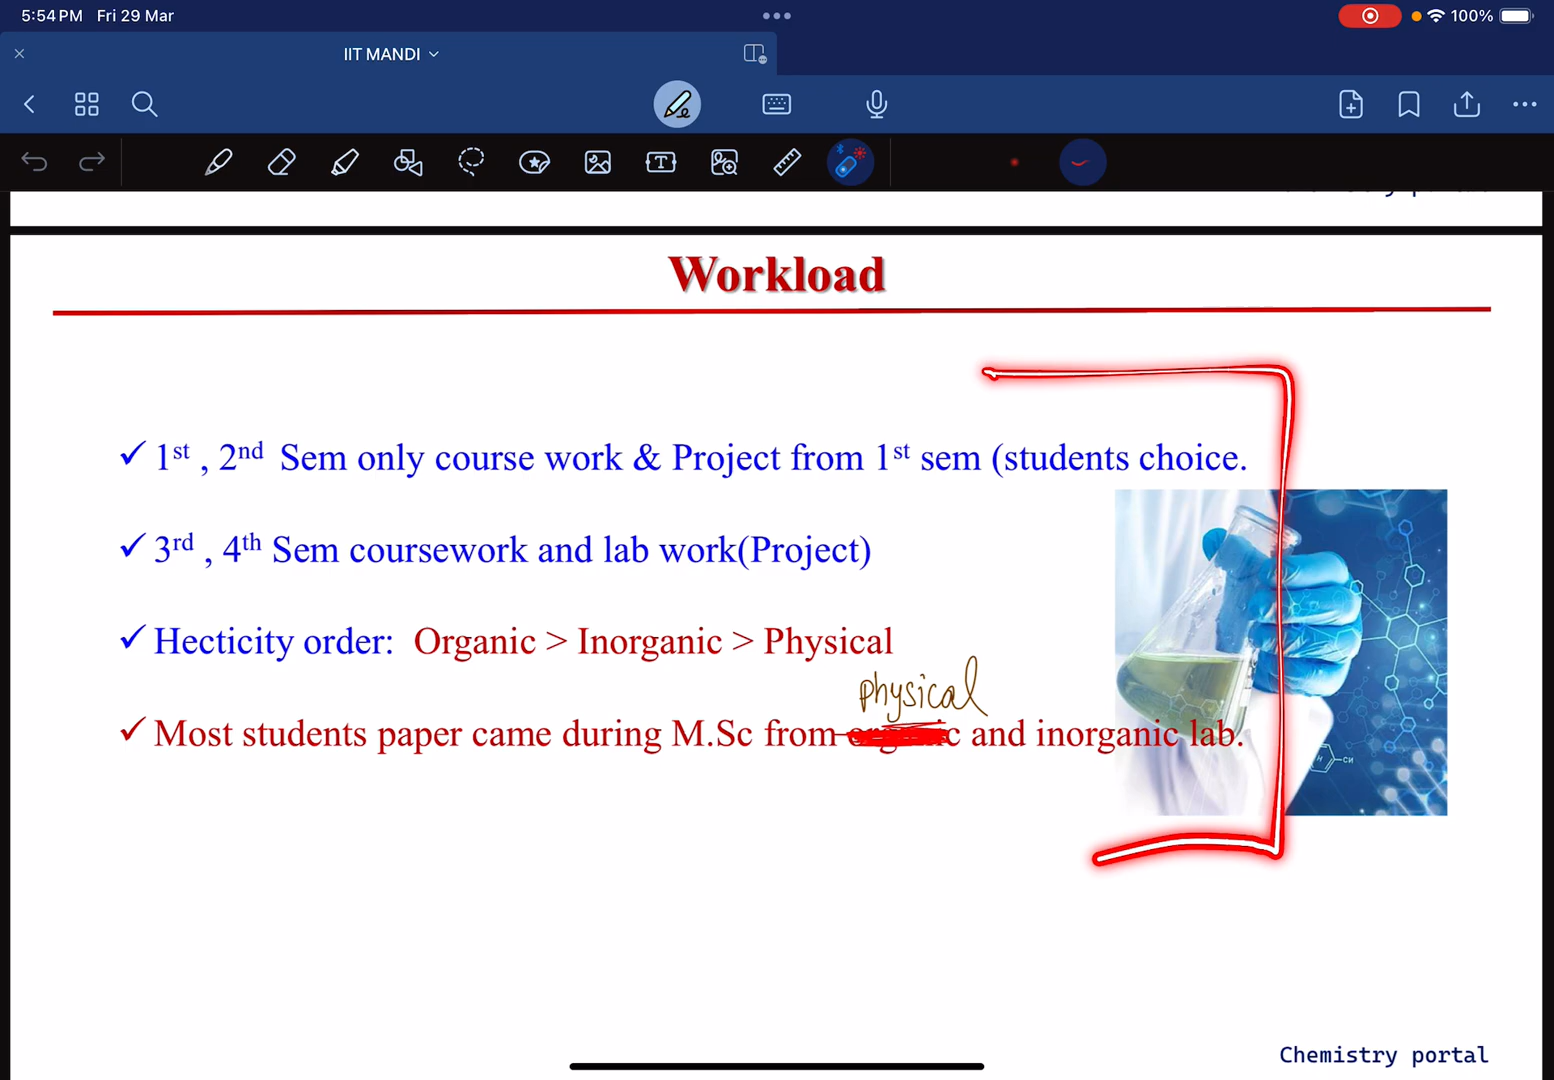 5:54 PM Fri 29 Mar
100%
IIT MANDI
Workload
✓ 1st , 2nd Sem only course work & Project from 1st sem (students choice.
✓ 3rd , 4th Sem coursework and lab work(Project)
✓ Hecticity order: Organic > Inorganic > Physical
physical
✓ Most students paper came during M.Sc from organic and inorganic lab.
Chemistry portal